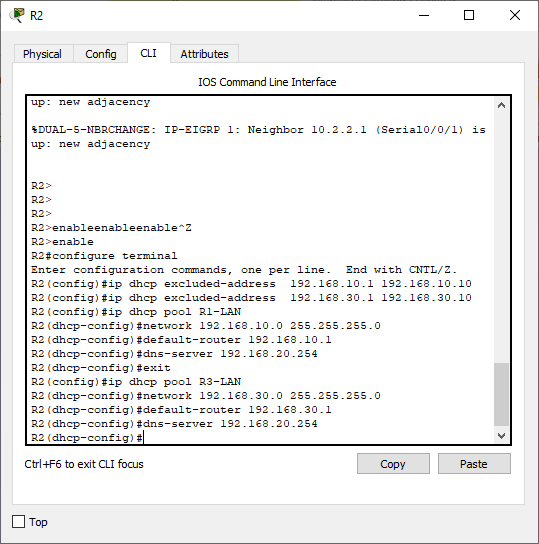 R2
Physical Config CLI Attributes
IOS Command Line Interface
up: new adjacency
%DUAL-5-NBRCHANGE: IP-EIGRP 1: Neighbor 10.2.2.1 (Serial0/0/1) is
up: new adjacency
R2>
R2>
R2>
R2>enableenableenable^Z
R2>enable
R2#configure terminal
Enter configuration commands, one per line.  End with CNTL/Z.
R2(config)#ip dhcp excluded-address  192.168.10.1 192.168.10.10
R2(config)#ip dhcp excluded-address  192.168.30.1 192.168.30.10
R2(config)#ip dhcp pool R1-LAN
R2(dhcp-config)#network 192.168.10.0 255.255.255.0
R2(dhcp-config)#default-router 192.168.10.1
R2(dhcp-config)#dns-server 192.168.20.254
R2(dhcp-config)#exit
R2(config)#ip dhcp pool R3-LAN
R2(dhcp-config)#network 192.168.30.0 255.255.255.0
R2(dhcp-config)#default-router 192.168.30.1
R2(dhcp-config)#dns-server 192.168.20.254
R2(dhcp-config)#
Ctrl+F6 to exit CLI focus Copy Paste
Top